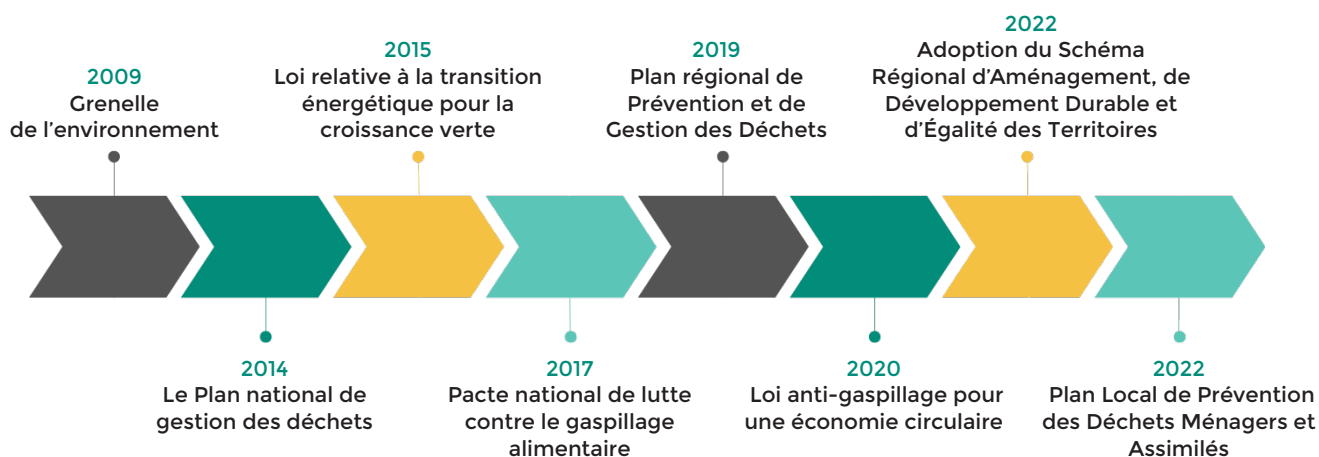 2009
Grenelle
de l'environnement
2014
Le Plan national de
gestion des déchets
2015
Loi relative à la transition
énergétique pour la
croissance verte
2017
Pacte national de lutte
contre le gaspillage
alimentaire
2019
Plan régional de
Prévention et de
Gestion des Déchets
2020
Loi anti-gaspillage pour
une économie circulaire
2022
Adoption du Schéma
Régional d'Aménagement, de
Développement Durable et
d'Égalité des Territoires
2022
Plan Local de Prévention
des Déchets Ménagers et
Assimilés